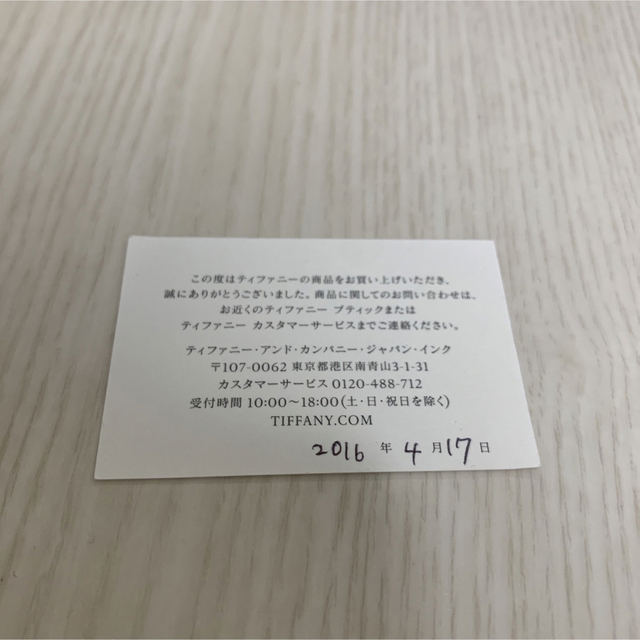 この度はティファニーの商品をお買い上げいただき、
誠にありがとうございました。商品に関してのお問い合わせは、
お近くのティファニー ブティックまたは
ティファニー カスタマーサービスまでご連絡ください。
ティファニー・アンド・カンパニー・ジャパン・インク
〒107-0062 東京都港区南青山3-1-31
カスタマーサービス 0120-488-712
受付時間 10:00〜18:00(土・日・祝日を除く)
TIFFANY.COM
2016 年 4 月 17 日